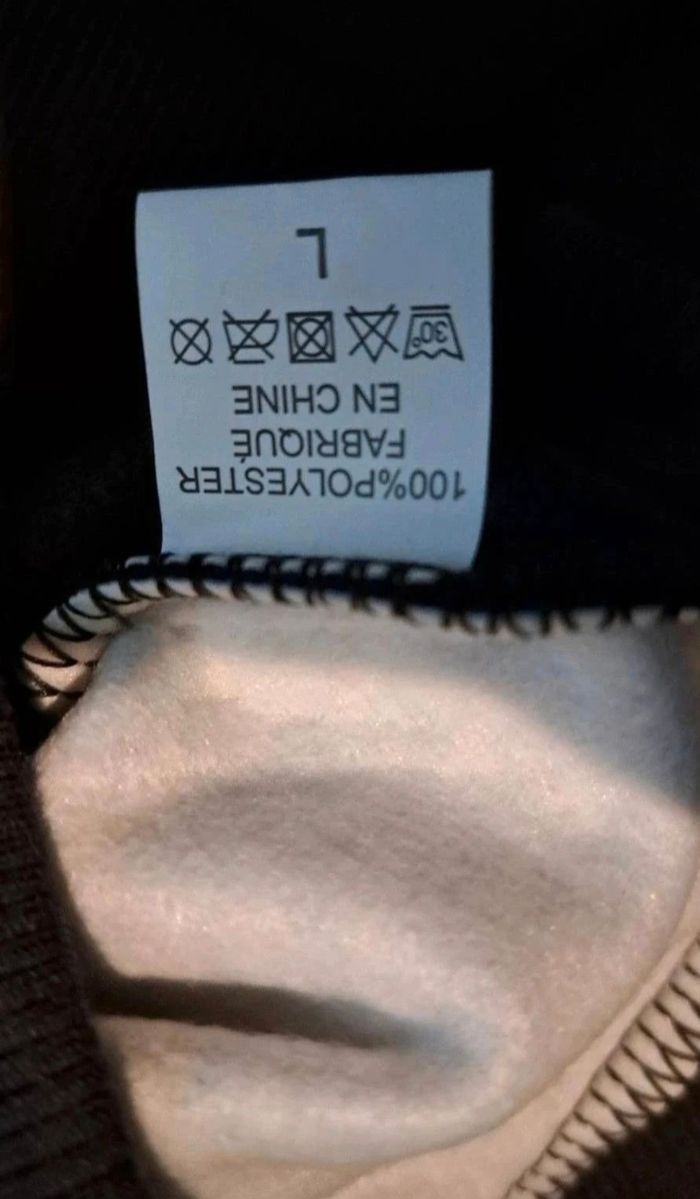 100%POLYESTER
FABRIQUÉ
EN CHINE
30°
L